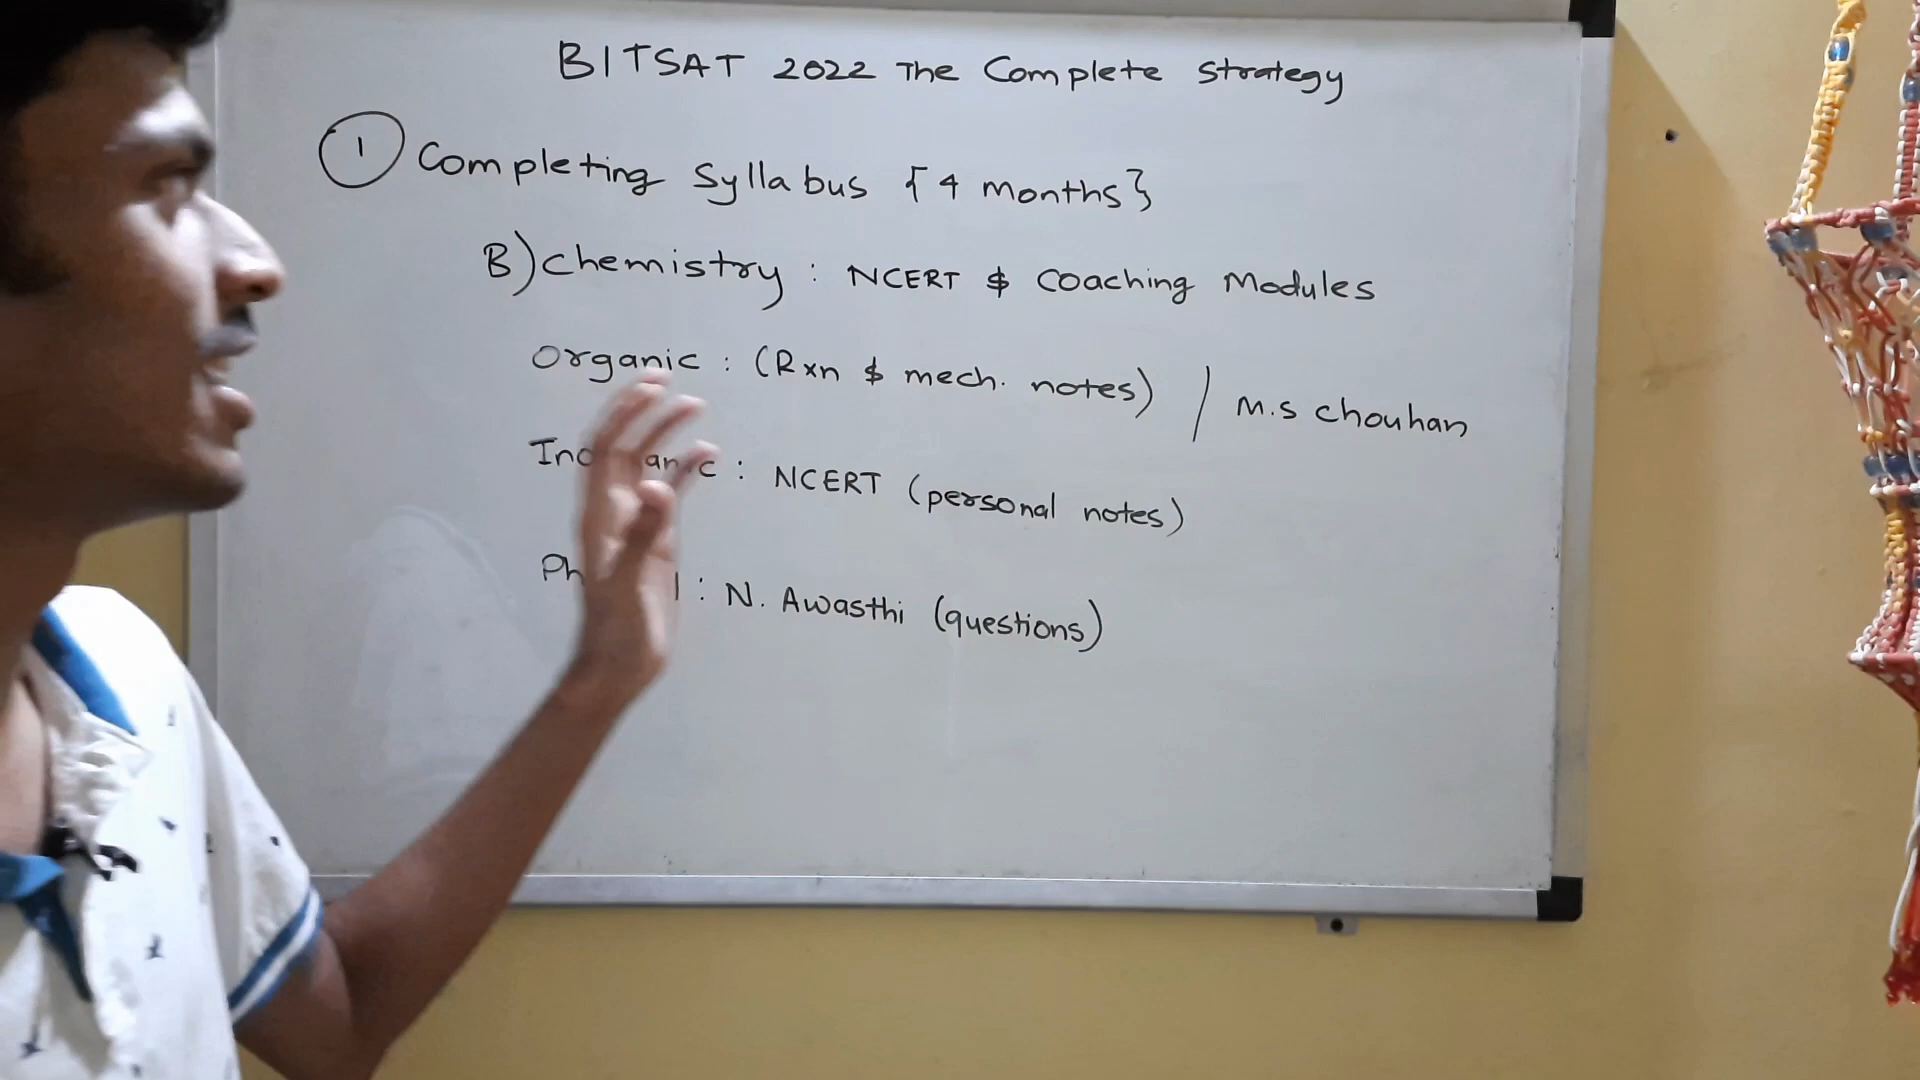 BITSAT 2022 The Complete Strategy
1 Completing Syllabus {4 months}
B) Chemistry : NCERT $ Coaching Modules
Organic : (Rxn $ mech. notes) / M.S Chouhan
: NCERT (personal notes)
: N. Awasthi (questions)